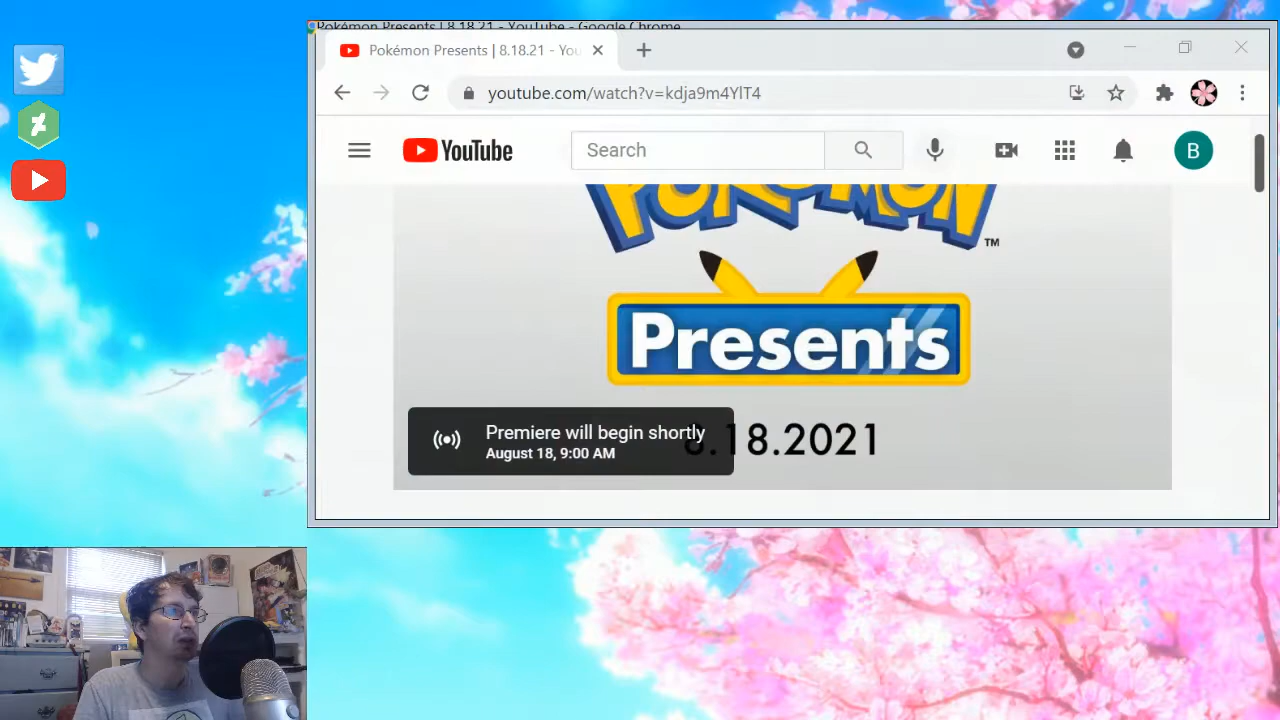 Pokémon Presents | 8.18.21 - YouTube - Google Chrome
Pokémon Presents | 8.18.21 - You
youtube.com/watch?v=kdja9m4YlT4
YouTube
Search
B
POKÉMON
TM
Presents
8.18.2021
Premiere will begin shortly
August 18, 9:00 AM